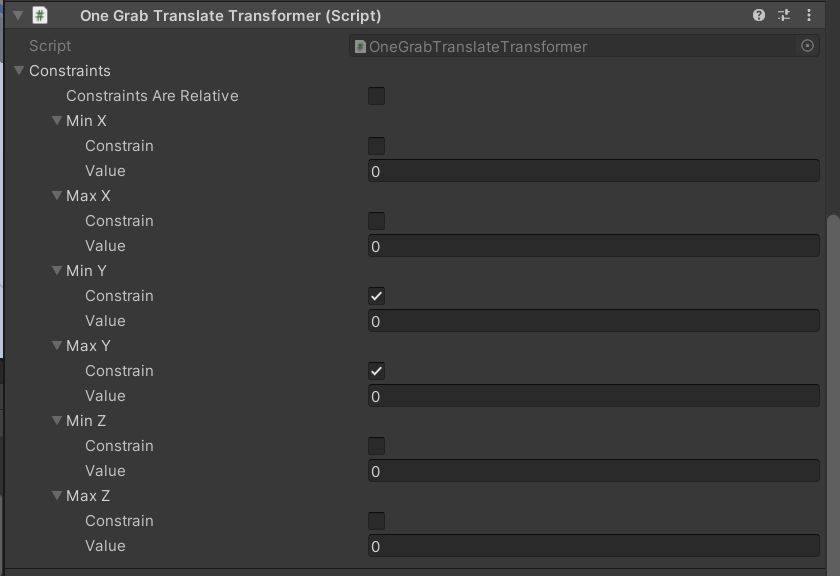 One Grab Translate Transformer (Script)
Script
OneGrabTranslateTransformer
Constraints
Constraints Are Relative
Min X
Constrain
Value
0
Max X
Constrain
Value
0
Min Y
Constrain
Value
0
Max Y
Constrain
Value
0
Min Z
Constrain
Value
0
Max Z
Constrain
Value
0